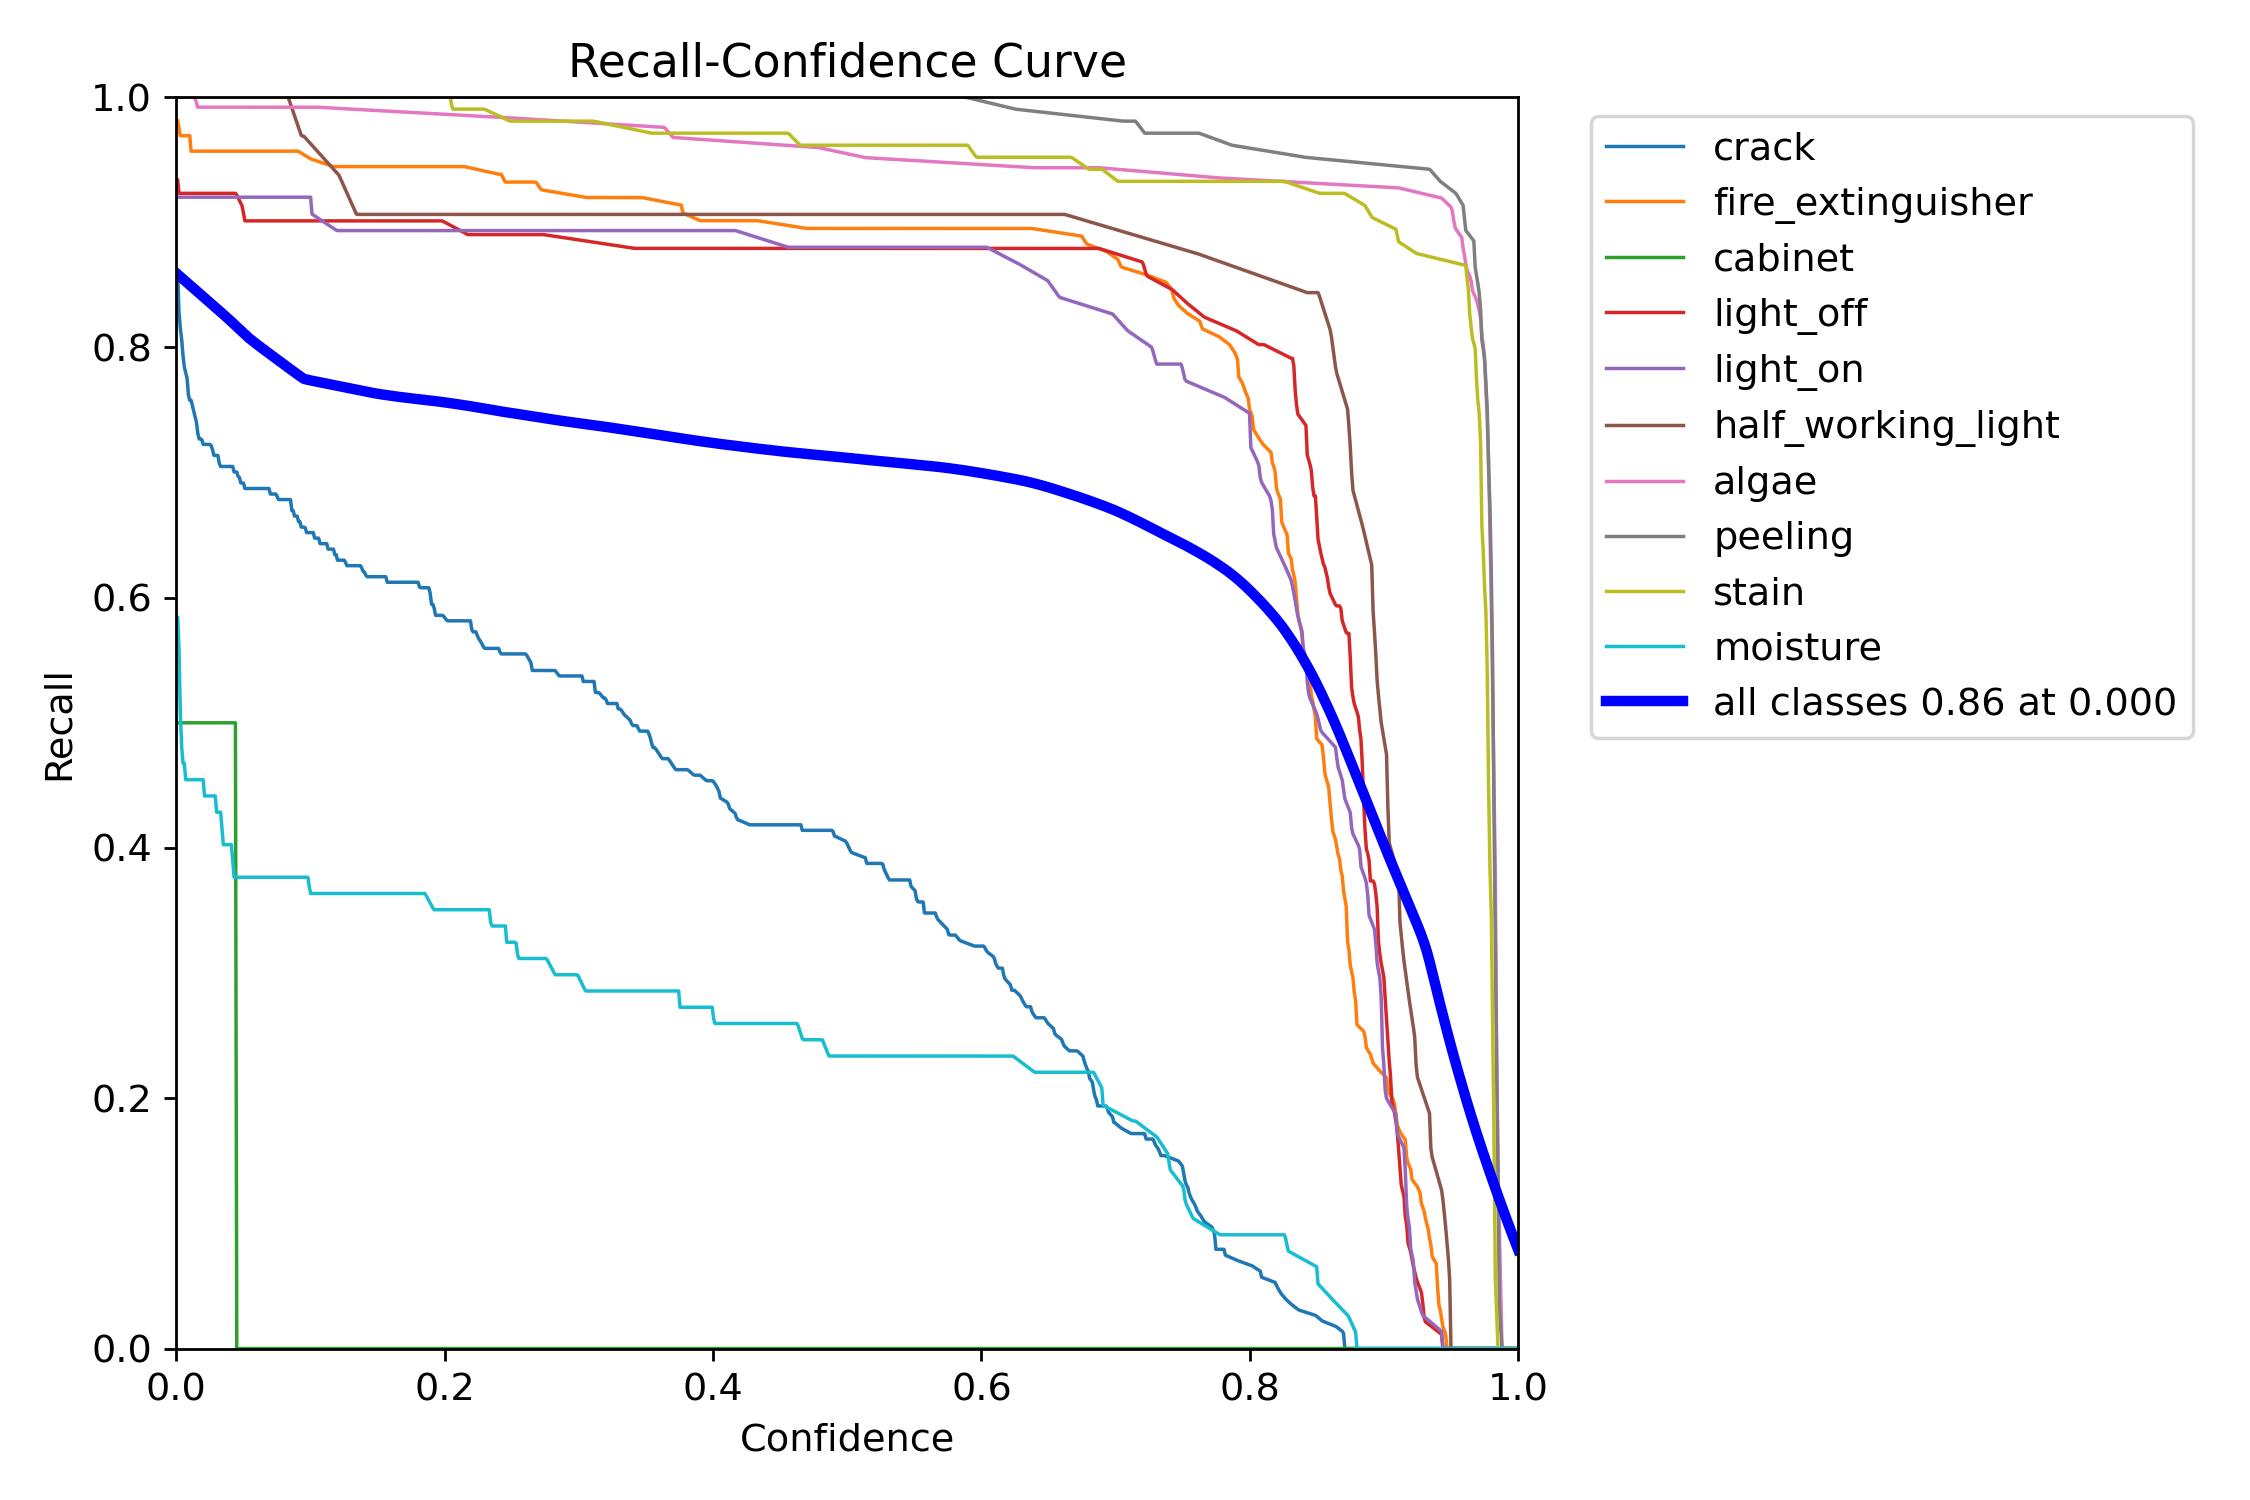 Recall-Confidence Curve
1.0
0.8
0.6
0.4
0.2
0.0
Recall
0.0 0.2 0.4 0.6 0.8 1.0
Confidence
crack
fire_extinguisher
cabinet
light_off
light_on
half_working_light
algae
peeling
stain
moisture
all classes 0.86 at 0.000